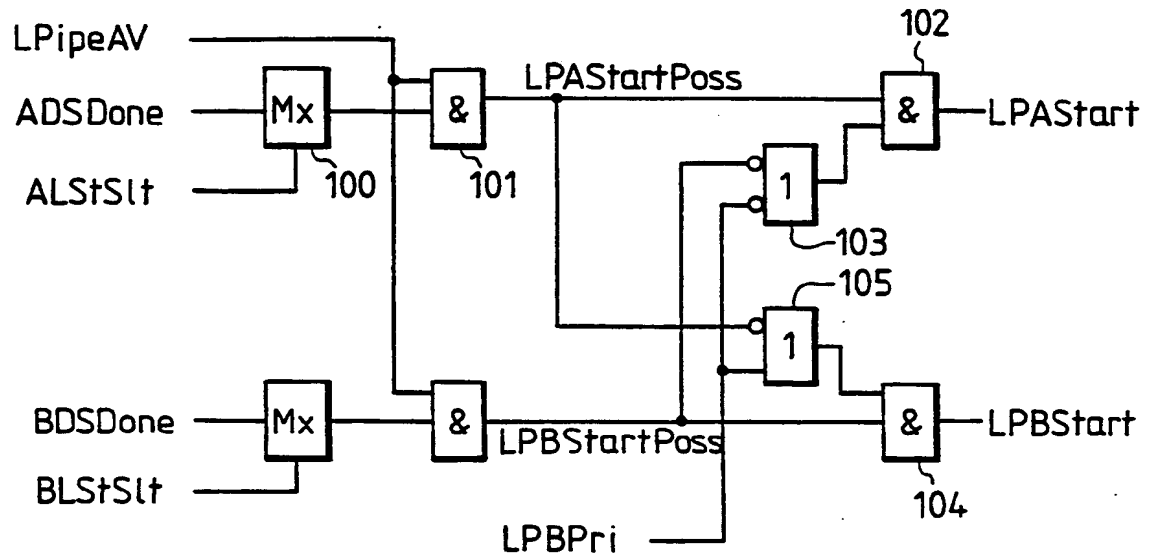 LPipeAV
ADSDone
ALStSlt
Mx
100
&
101
LPAStartPoss
102
&
LPAStart
1
103
105
1
BDSDone
BLStSlt
Mx
&
LPBStartPoss
&
LPBStart
104
LPBPri